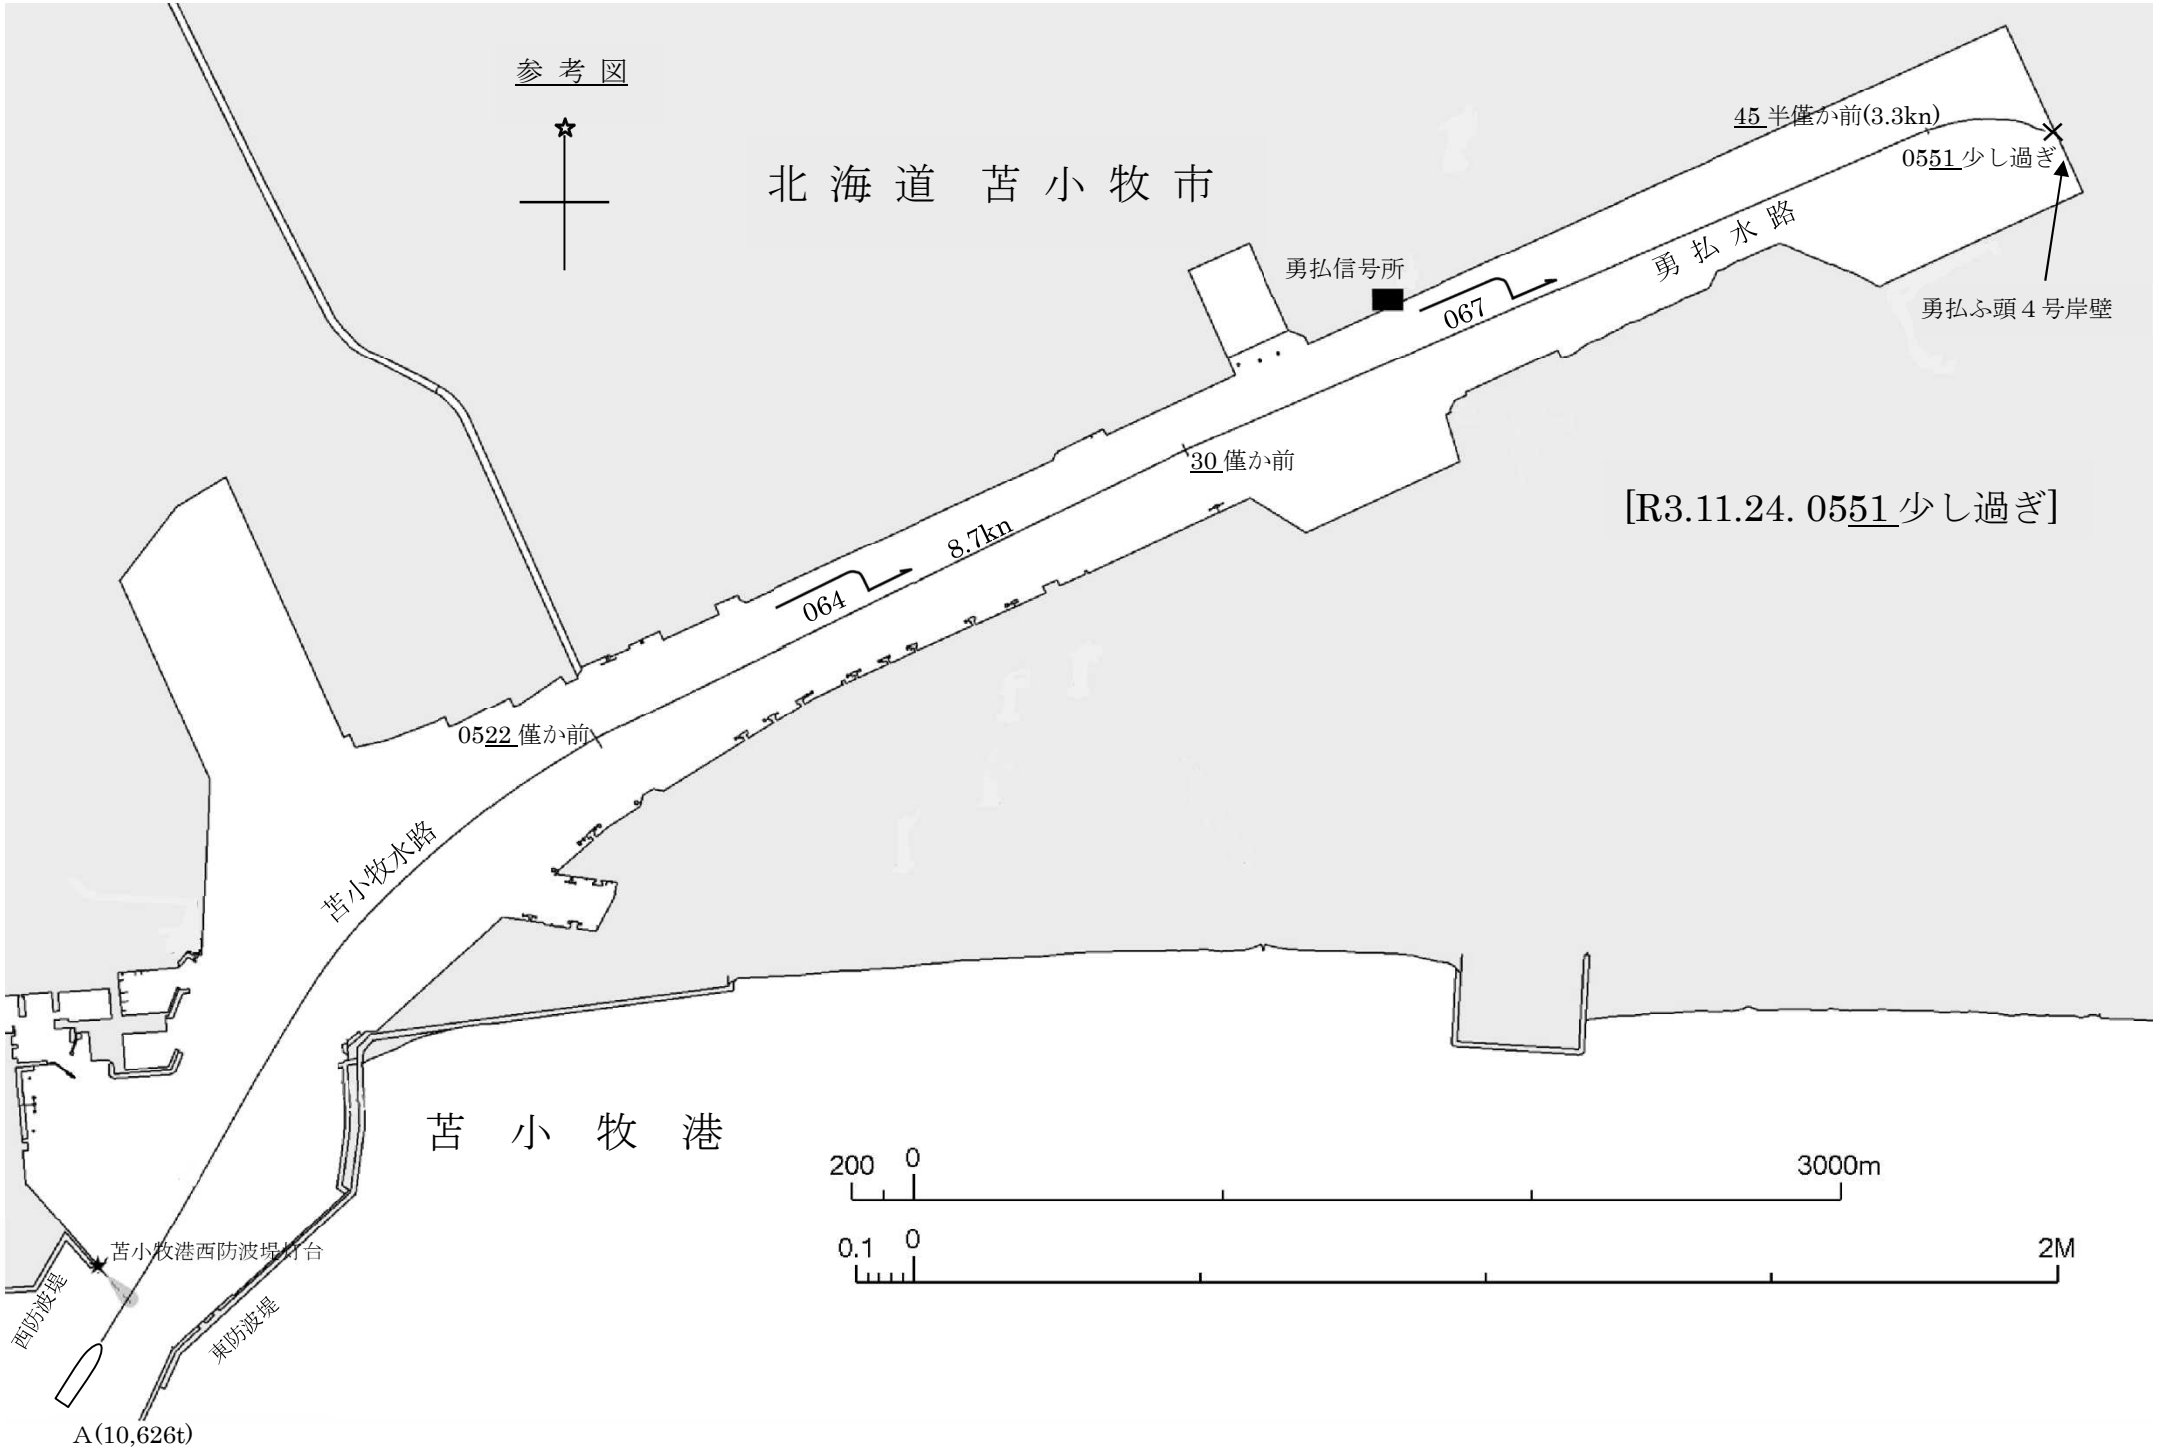 参 考 図
北 海 道 苫 小 牧 市
45 半僅か前(3.3kn)
0551 少し過ぎ
勇払水路
勇払信号所
067
勇払ふ頭４号岸壁
30 僅か前
[R3.11.24. 0551 少し過ぎ]
8.7kn
064
0522 僅か前
苫小牧水路
苫 小 牧 港
200 0 3000m
0.1 0 2M
苫小牧港西防波堤灯台
西防波堤
東防波堤
Ａ(10,626t)